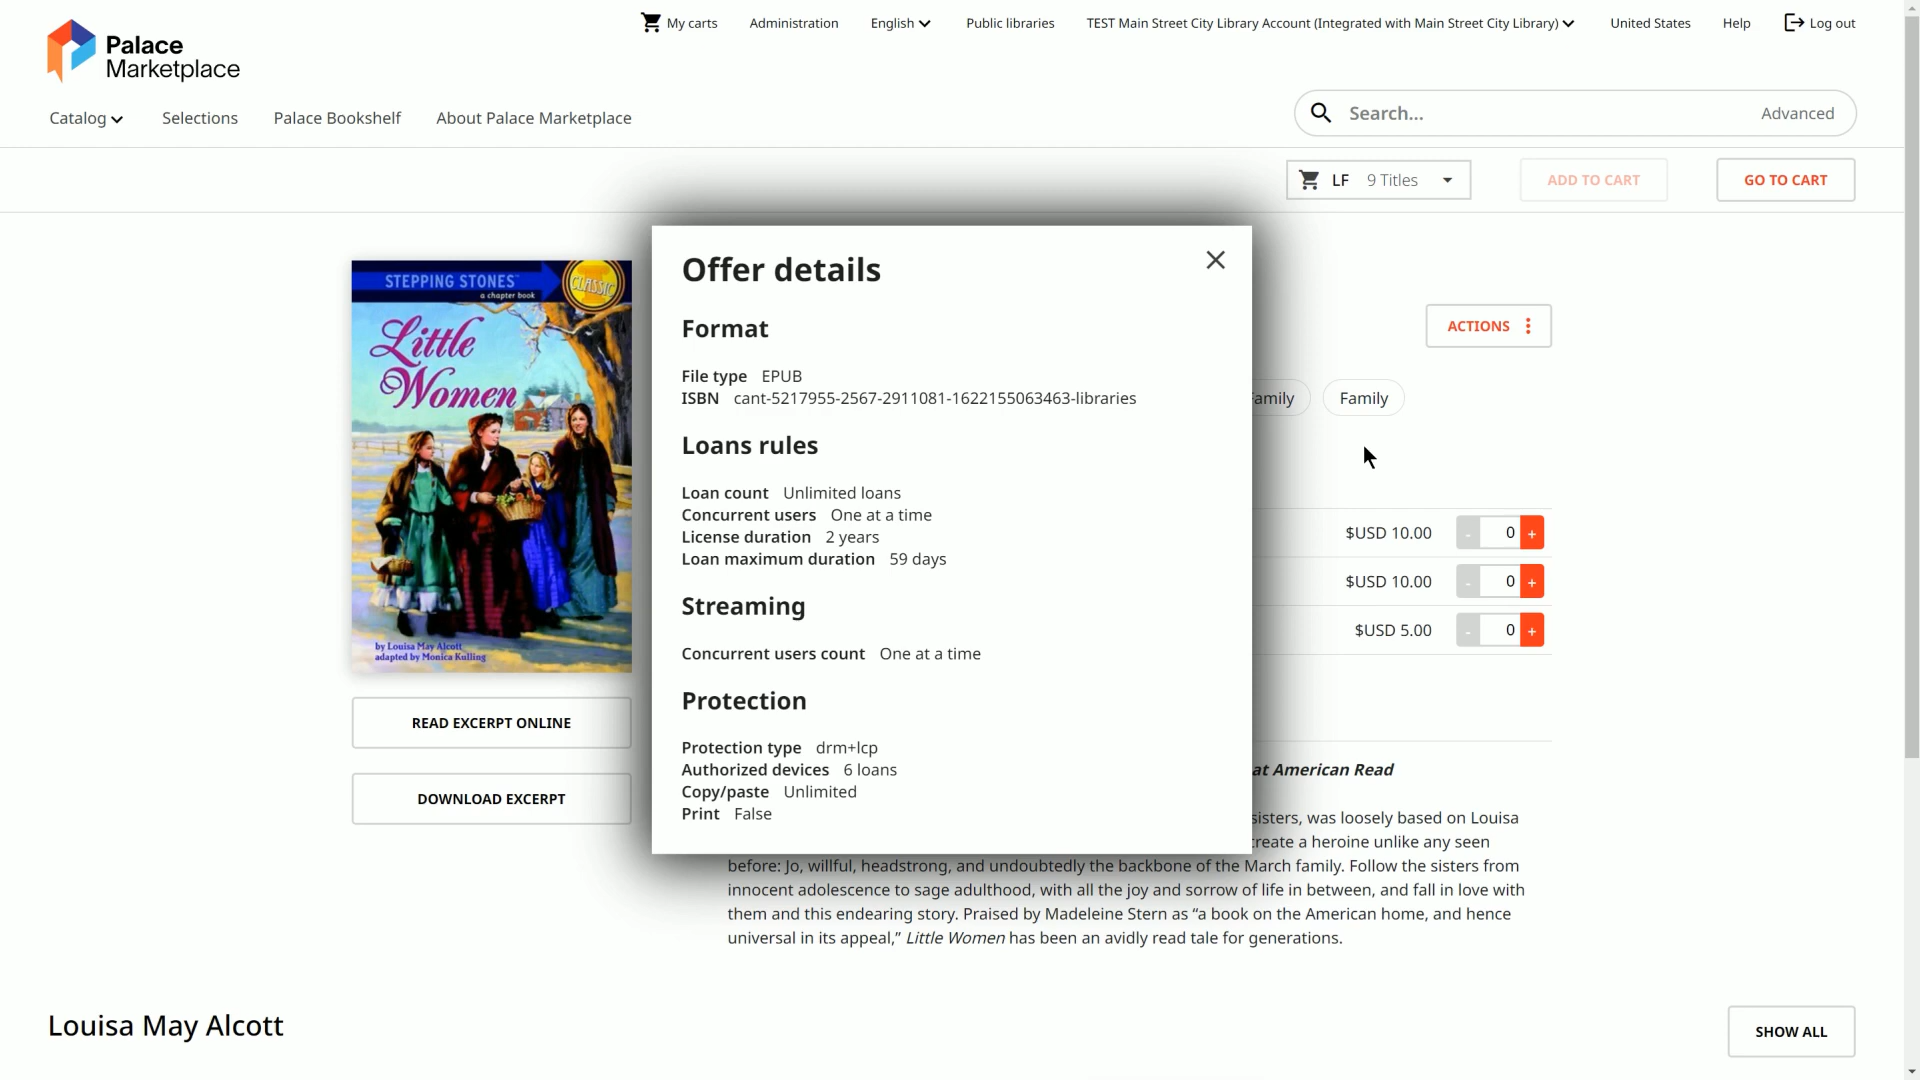 My carts
Administration
English
Public libraries
TEST Main Street City Library Account (Integrated with Main Street City Library)
United States
Help
Log out
Palace
Marketplace
Catalog
Selections
Palace Bookshelf
About Palace Marketplace
Search...
Advanced
LF 9 Titles
ADD TO CART
GO TO CART
STEPPING STONES™
a chapter book
CLASSIC
Little
Women
by Louisa May Alcott
adapted by Monica Kulling
READ EXCERPT ONLINE
DOWNLOAD EXCERPT
Offer details
Format
File type EPUB
ISBN cant-5217955-2567-2911081-1622155063463-libraries
Loans rules
Loan count Unlimited loans
Concurrent users One at a time
License duration 2 years
Loan maximum duration 59 days
Streaming
Concurrent users count One at a time
Protection
Protection type drm+lcp
Authorized devices 6 loans
Copy/paste Unlimited
Print False
ACTIONS
Family
$USD 10.00 - 0 +
$USD 10.00 - 0 +
$USD 5.00 - 0 +
American Read
sisters, was loosely based on Louisa
create a heroine unlike any seen
before: Jo, willful, headstrong, and undoubtedly the backbone of the March family. Follow the sisters from
innocent adolescence to sage adulthood, with all the joy and sorrow of life in between, and fall in love with
them and this endearing story. Praised by Madeleine Stern as “a book on the American home, and hence
universal in its appeal,” Little Women has been an avidly read tale for generations.
Louisa May Alcott
SHOW ALL